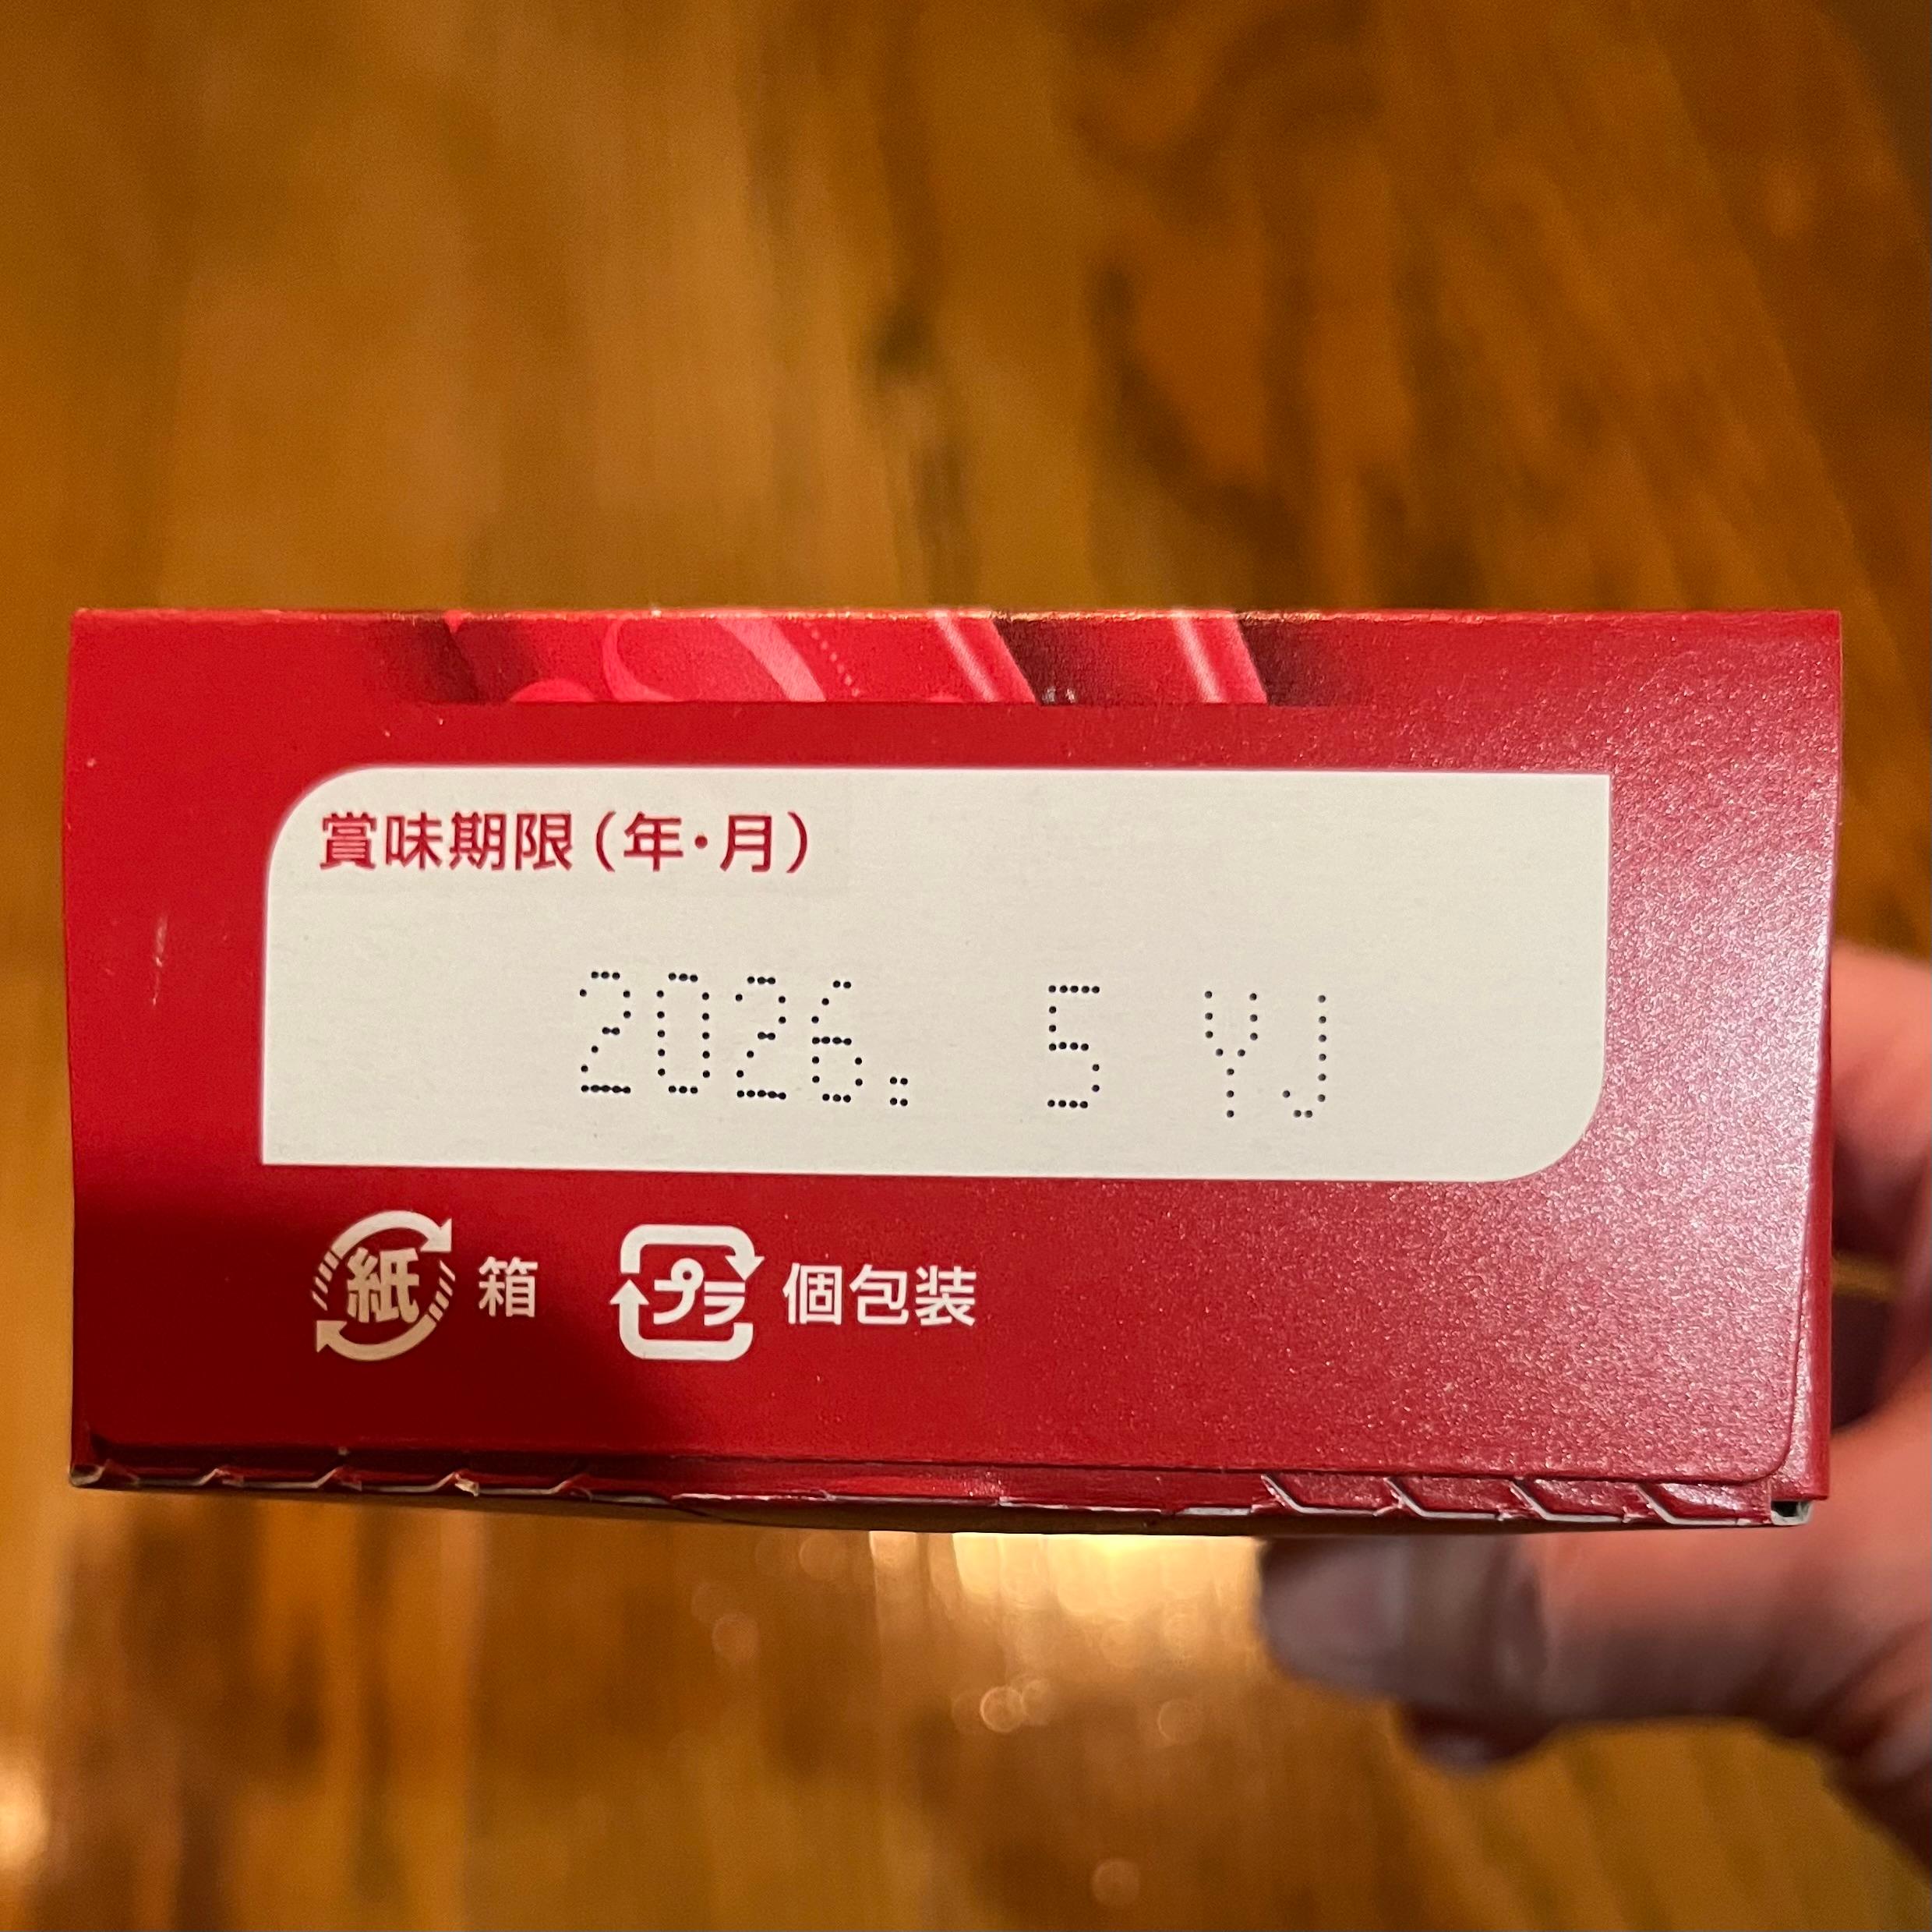 賞味期限(年・月)
2026. 5 YJ
紙 箱 プラ 個包装